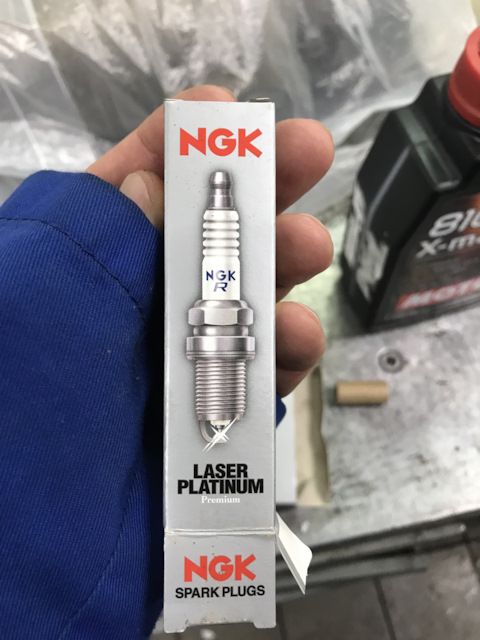 NGK
NGK
R
LASER
PLATINUM
Premium
NGK
SPARK PLUGS